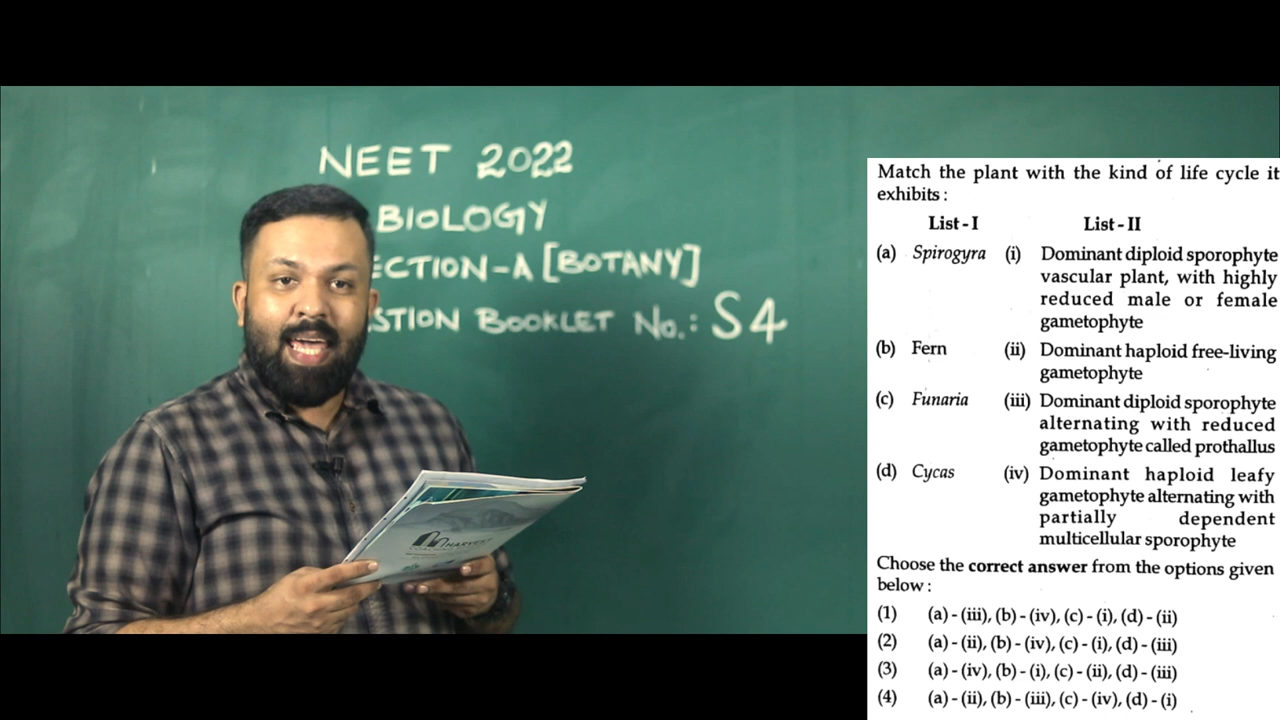 NEET 2022
BIOLOGY
ECTION-A [BOTANY]
STION BOOKLET No.: S4
Match the plant with the kind of life cycle it
exhibits :
List - I List - II
(a) Spirogyra (i) Dominant diploid sporophyte
vascular plant, with highly
reduced male or female
gametophyte
(b) Fern (ii) Dominant haploid free-living
gametophyte
(c) Funaria (iii) Dominant diploid sporophyte
alternating with reduced
gametophyte called prothallus
(d) Cycas (iv) Dominant haploid leafy
gametophyte alternating with
partially dependent
multicellular sporophyte
Choose the correct answer from the options given
below :
(1) (a) - (iii), (b) - (iv), (c) - (i), (d) - (ii)
(2) (a) - (ii), (b) - (iv), (c) - (i), (d) - (iii)
(3) (a) - (iv), (b) - (i), (c) - (ii), (d) - (iii)
(4) (a) - (ii), (b) - (iii), (c) - (iv), (d) - (i)